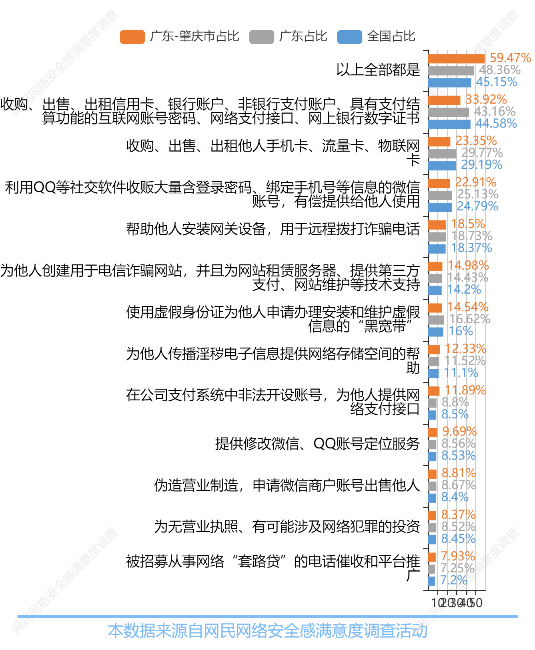 广东-肇庆市占比 广东占比 全国占比
以上全部都是
59.47%
48.36%
45.15%
收购、出售、出租信用卡、银行账户、非银行支付账户、具有支付结
算功能的互联网账号密码、网络支付接口、网上银行数字证书
33.92%
43.16%
44.58%
收购、出售、出租他人手机卡、流量卡、物联网
卡
23.35%
29.77%
29.19%
利用QQ等社交软件收贩大量含登录密码、绑定手机号等信息的微信
账号，有偿提供给他人使用
22.91%
25.13%
24.79%
帮助他人安装网关设备，用于远程拨打诈骗电话
18.5%
18.73%
18.37%
为他人创建用于电信诈骗网站，并且为网站租赁服务器、提供第三方
支付、网站维护等技术支持
14.98%
14.43%
14.2%
使用虚假身份证为他人申请办理安装和维护虚假
信息的“黑宽带”
14.54%
16.62%
16%
为他人传播淫秽电子信息提供网络存储空间的帮
助
12.33%
11.52%
11.1%
在公司支付系统中非法开设账号，为他人提供网
络支付接口
11.89%
8.8%
8.5%
提供修改微信、QQ账号定位服务
9.69%
8.56%
8.53%
伪造营业制造，申请微信商户账号出售他人
8.81%
8.67%
8.4%
为无营业执照、有可能涉及网络犯罪的投资
8.37%
8.52%
8.45%
被招募从事网络“套路贷”的电话催收和平台推
广
7.93%
7.25%
7.2%
10 20 30 40 50
本数据来源自网民网络安全感满意度调查活动